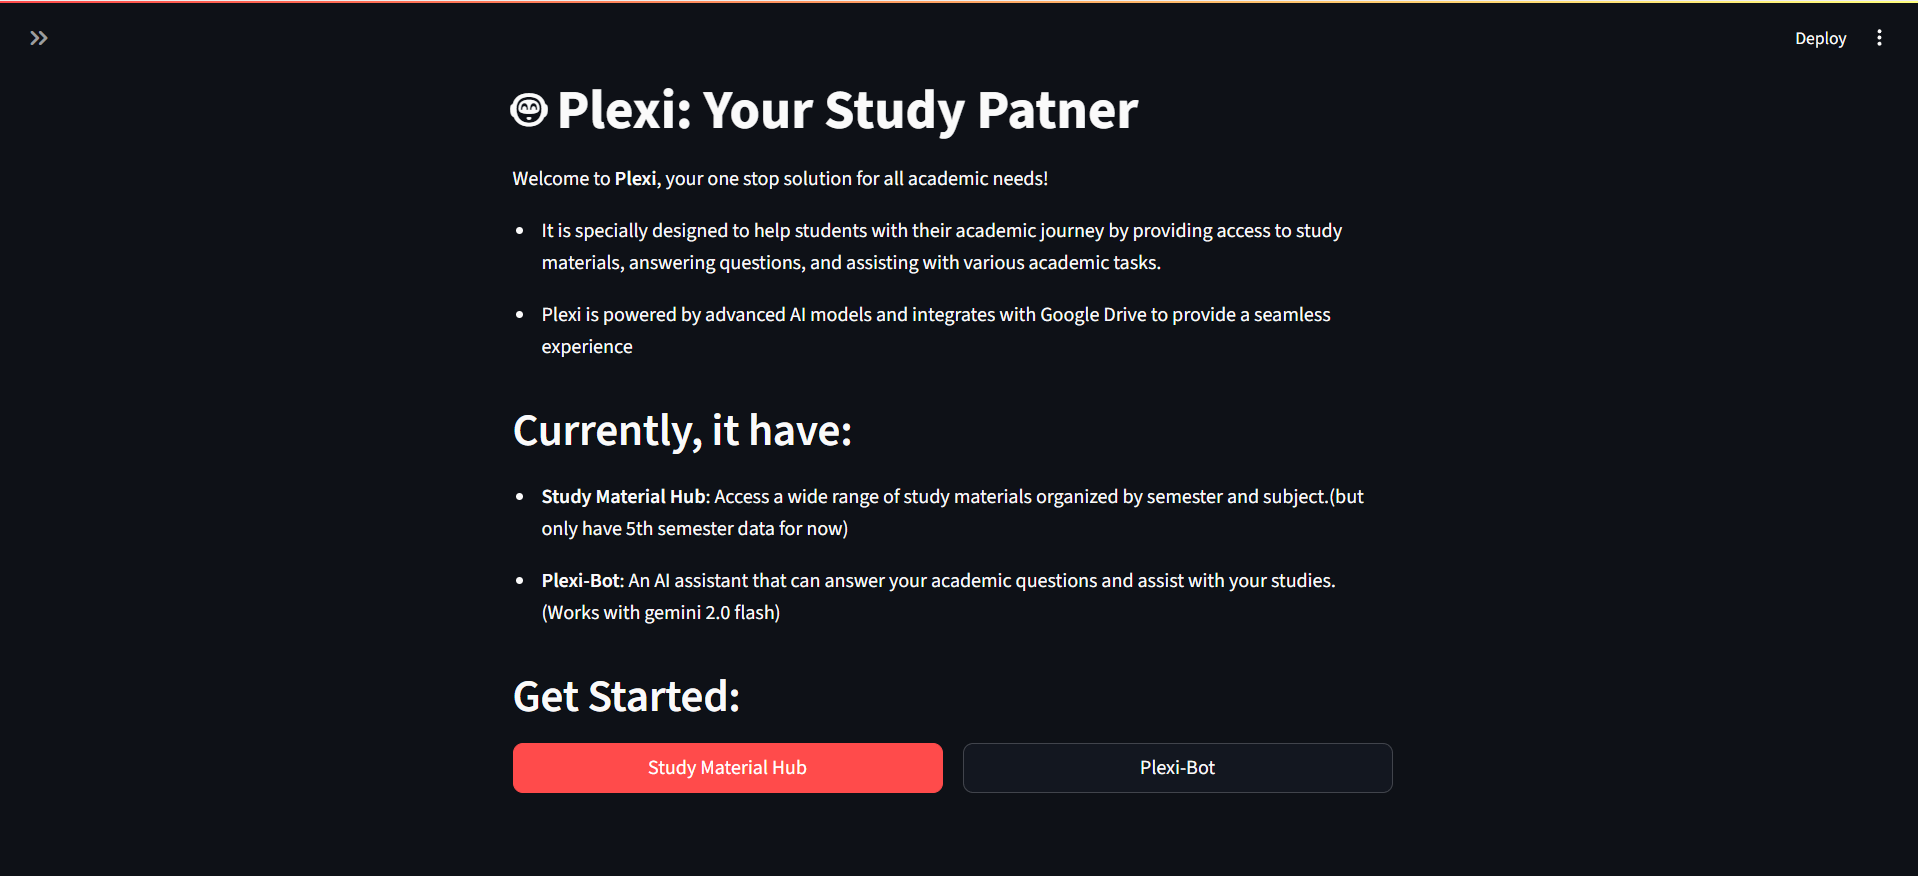 Deploy
Plexi: Your Study Patner
Welcome to Plexi, your one stop solution for all academic needs!
It is specially designed to help students with their academic journey by providing access to study
materials, answering questions, and assisting with various academic tasks.
Plexi is powered by advanced AI models and integrates with Google Drive to provide a seamless
experience
Currently, it have:
Study Material Hub: Access a wide range of study materials organized by semester and subject.(but
only have 5th semester data for now)
Plexi-Bot: An AI assistant that can answer your academic questions and assist with your studies.
(Works with gemini 2.0 flash)
Get Started:
Study Material Hub
Plexi-Bot